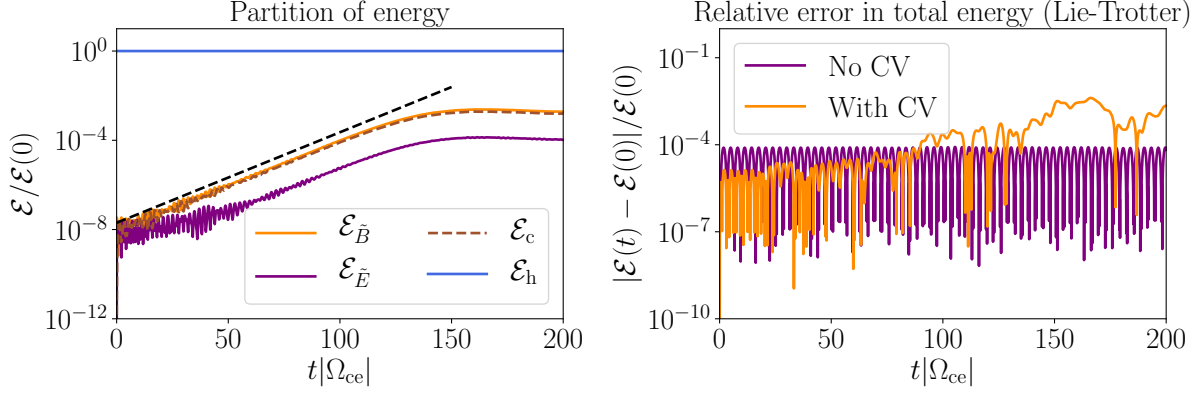 Partition of energy
ℰ/ℰ(0)
10⁰
10⁻⁴
10⁻⁸
10⁻¹²
ℰ_B̃
ℰ_Ẽ
ℰ_c
ℰ_h
0 50 100 150 200
t|Ω_ce|
Relative error in total energy (Lie-Trotter)
|ℰ(t) − ℰ(0)|/ℰ(0)
10⁻¹
10⁻⁴
10⁻⁷
10⁻¹⁰
No CV
With CV
0 50 100 150 200
t|Ω_ce|